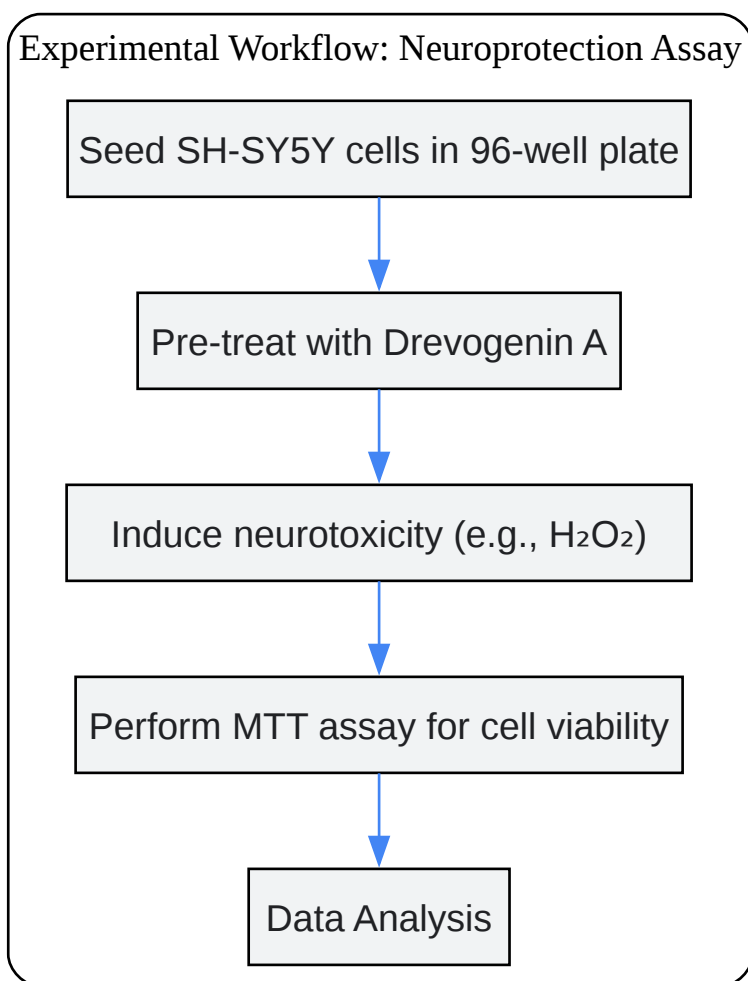 Experimental Workflow: Neuroprotection Assay
Seed SH-SY5Y cells in 96-well plate
Pre-treat with Drevogenin A
Induce neurotoxicity (e.g., H₂O₂)
Perform MTT assay for cell viability
Data Analysis